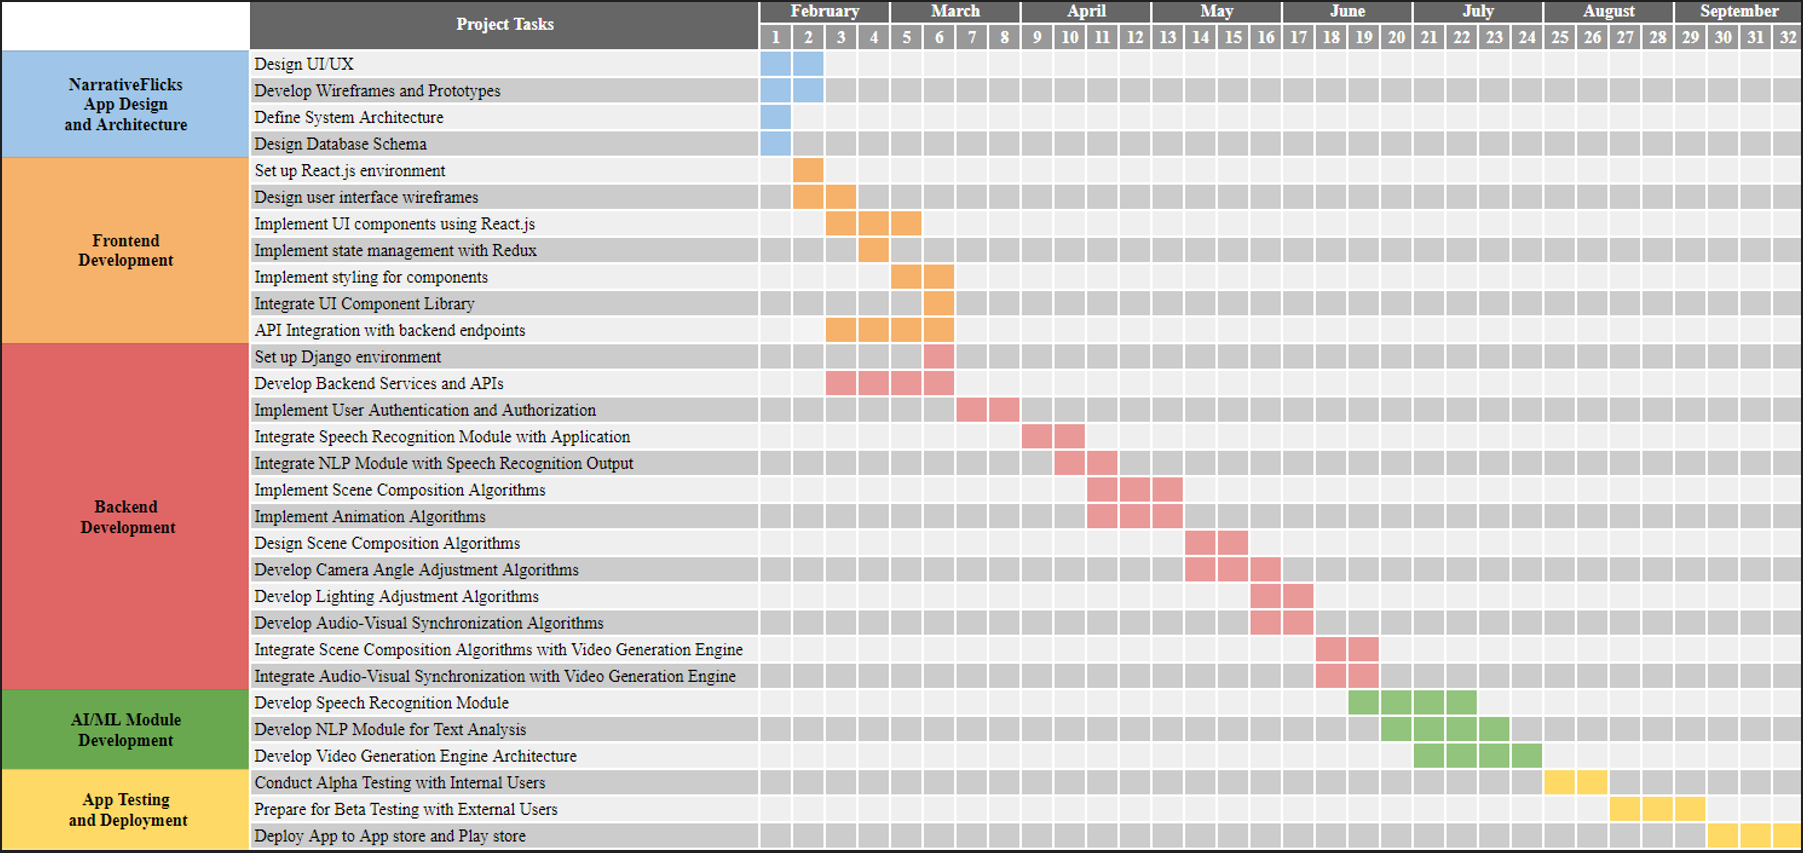 Project Tasks
February March April May June July August September
1 2 3 4 5 6 7 8 9 10 11 12 13 14 15 16 17 18 19 20 21 22 23 24 25 26 27 28 29 30 31 32
NarrativeFlicks
App Design
and Architecture
Design UI/UX
Develop Wireframes and Prototypes
Define System Architecture
Design Database Schema
Frontend
Development
Set up React.js environment
Design user interface wireframes
Implement UI components using React.js
Implement state management with Redux
Implement styling for components
Integrate UI Component Library
API Integration with backend endpoints
Backend
Development
Set up Django environment
Develop Backend Services and APIs
Implement User Authentication and Authorization
Integrate Speech Recognition Module with Application
Integrate NLP Module with Speech Recognition Output
Implement Scene Composition Algorithms
Implement Animation Algorithms
Design Scene Composition Algorithms
Develop Camera Angle Adjustment Algorithms
Develop Lighting Adjustment Algorithms
Develop Audio-Visual Synchronization Algorithms
Integrate Scene Composition Algorithms with Video Generation Engine
Integrate Audio-Visual Synchronization with Video Generation Engine
AI/ML Module
Development
Develop Speech Recognition Module
Develop NLP Module for Text Analysis
Develop Video Generation Engine Architecture
App Testing
and Deployment
Conduct Alpha Testing with Internal Users
Prepare for Beta Testing with External Users
Deploy App to App store and Play store